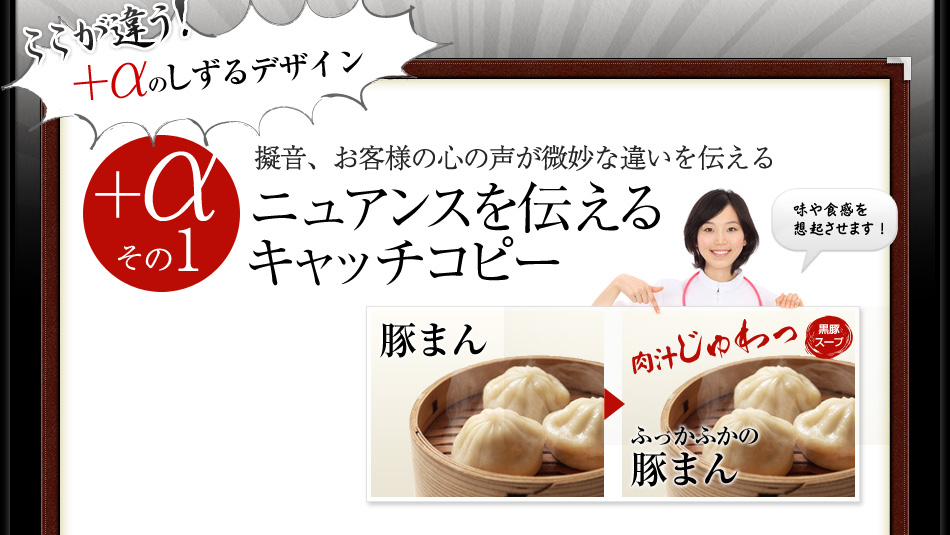 ここが違う!
+αのしずるデザイン
+α
その1
擬音、お客様の心の声が微妙な違いを伝える
ニュアンスを伝える
キャッチコピー
味や食感を
想起させます!
豚まん
肉汁じゅわっ
黒豚
スープ
ふっかふかの
豚まん